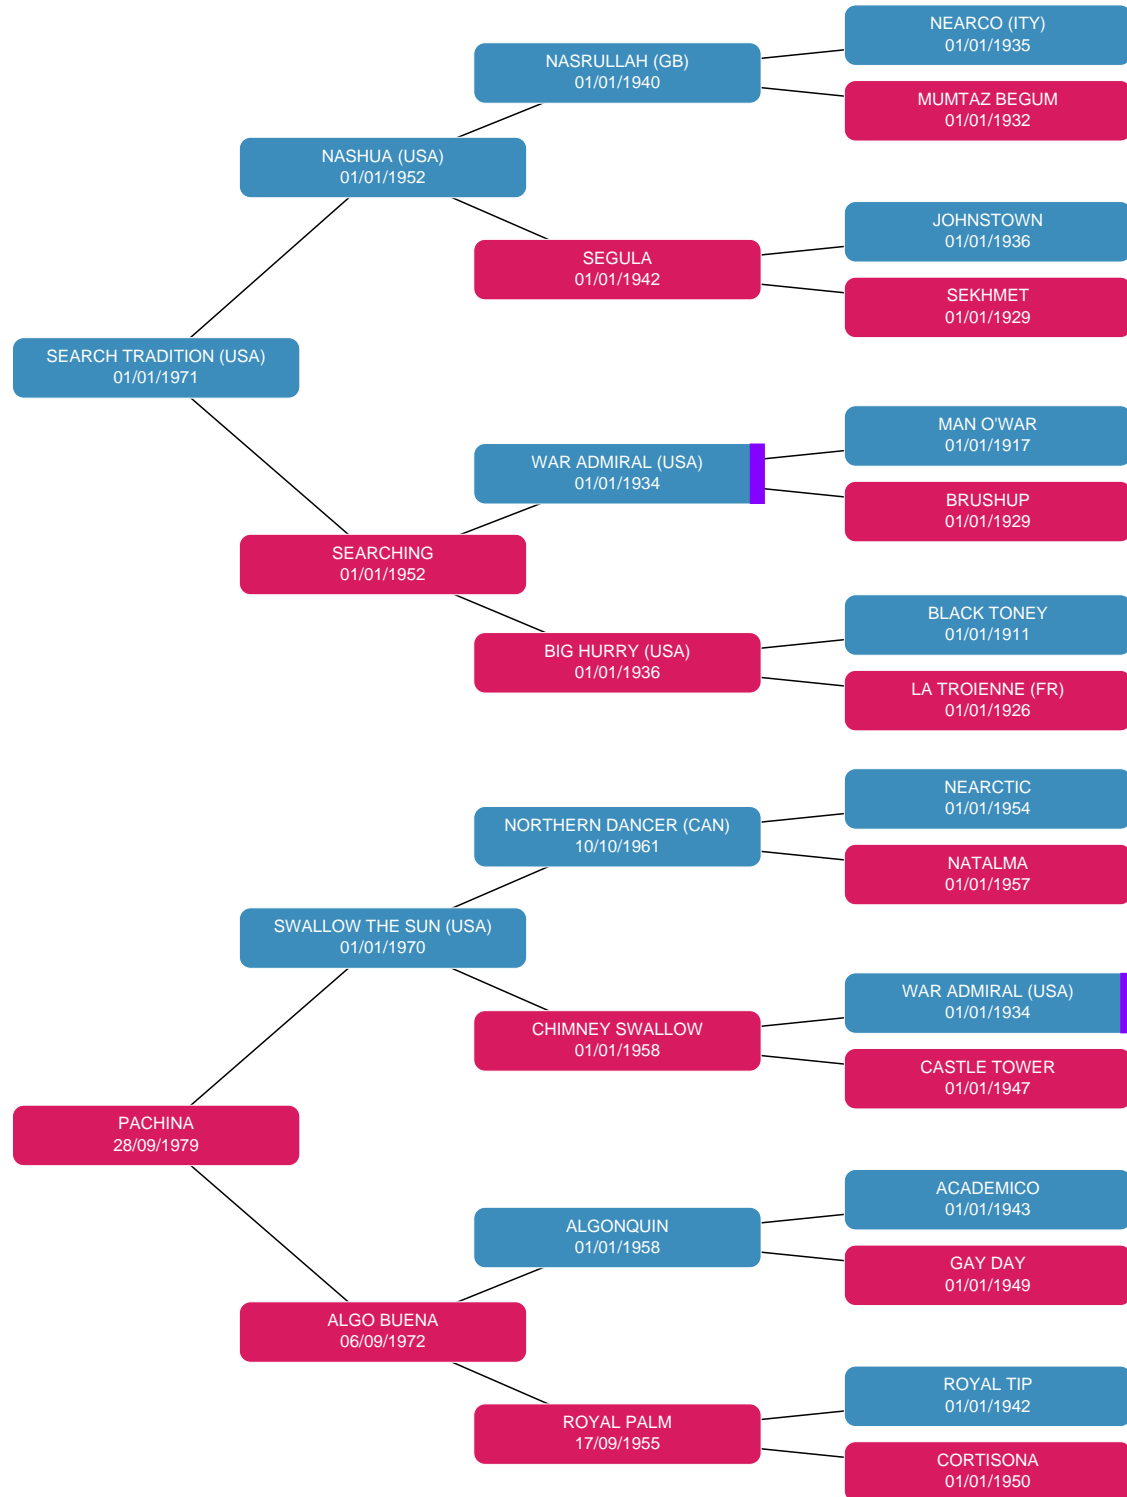 NEARCO (ITY)
01/01/1935
NASRULLAH (GB)
01/01/1940
MUMTAZ BEGUM
01/01/1932
NASHUA (USA)
01/01/1952
JOHNSTOWN
01/01/1936
SEGULA
01/01/1942
SEKHMET
01/01/1929
SEARCH TRADITION (USA)
01/01/1971
MAN O'WAR
01/01/1917
WAR ADMIRAL (USA)
01/01/1934
BRUSHUP
01/01/1929
SEARCHING
01/01/1952
BLACK TONEY
01/01/1911
BIG HURRY (USA)
01/01/1936
LA TROIENNE (FR)
01/01/1926
NEARCTIC
01/01/1954
NORTHERN DANCER (CAN)
10/10/1961
NATALMA
01/01/1957
SWALLOW THE SUN (USA)
01/01/1970
WAR ADMIRAL (USA)
01/01/1934
CHIMNEY SWALLOW
01/01/1958
CASTLE TOWER
01/01/1947
PACHINA
28/09/1979
ACADEMICO
01/01/1943
ALGONQUIN
01/01/1958
GAY DAY
01/01/1949
ALGO BUENA
06/09/1972
ROYAL TIP
01/01/1942
ROYAL PALM
17/09/1955
CORTISONA
01/01/1950